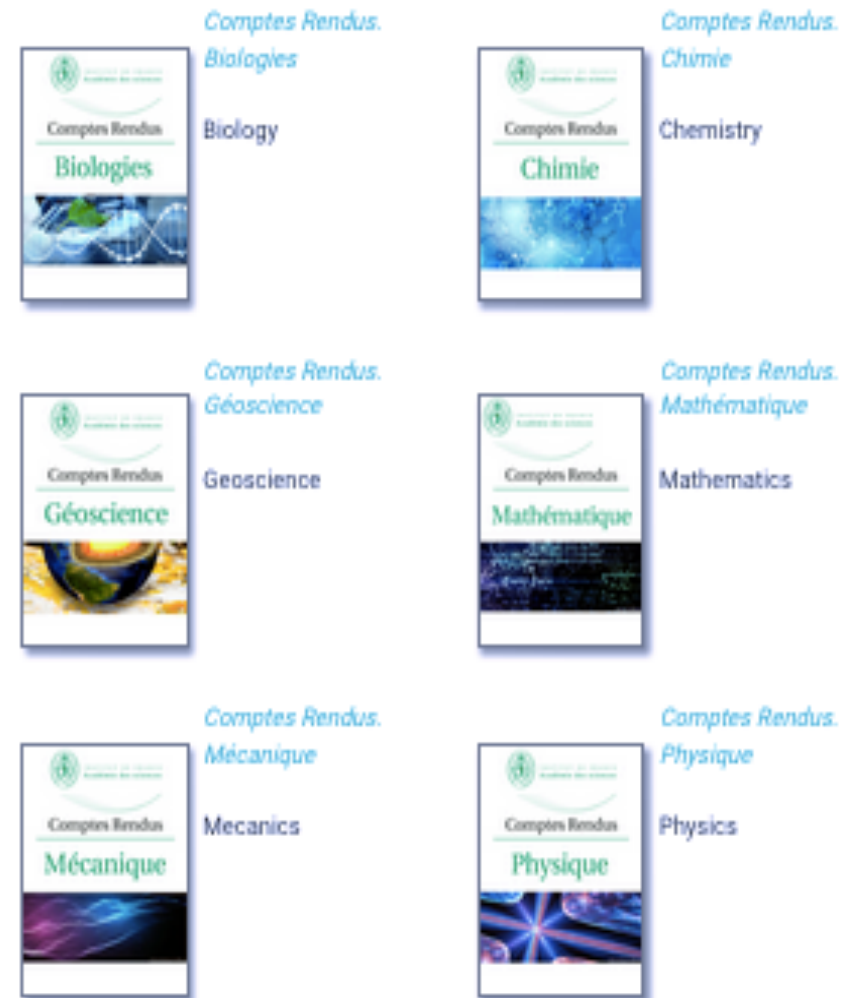 Comptes Rendus.
Biologies
Biology
Comptes Rendus
Biologies
Comptes Rendus.
Chimie
Chemistry
Comptes Rendus
Chimie
Comptes Rendus.
Géoscience
Geoscience
Comptes Rendus
Géoscience
Comptes Rendus.
Mathématique
Mathematics
Comptes Rendus
Mathématique
Comptes Rendus.
Mécanique
Mecanics
Comptes Rendus
Mécanique
Comptes Rendus.
Physique
Physics
Comptes Rendus
Physique